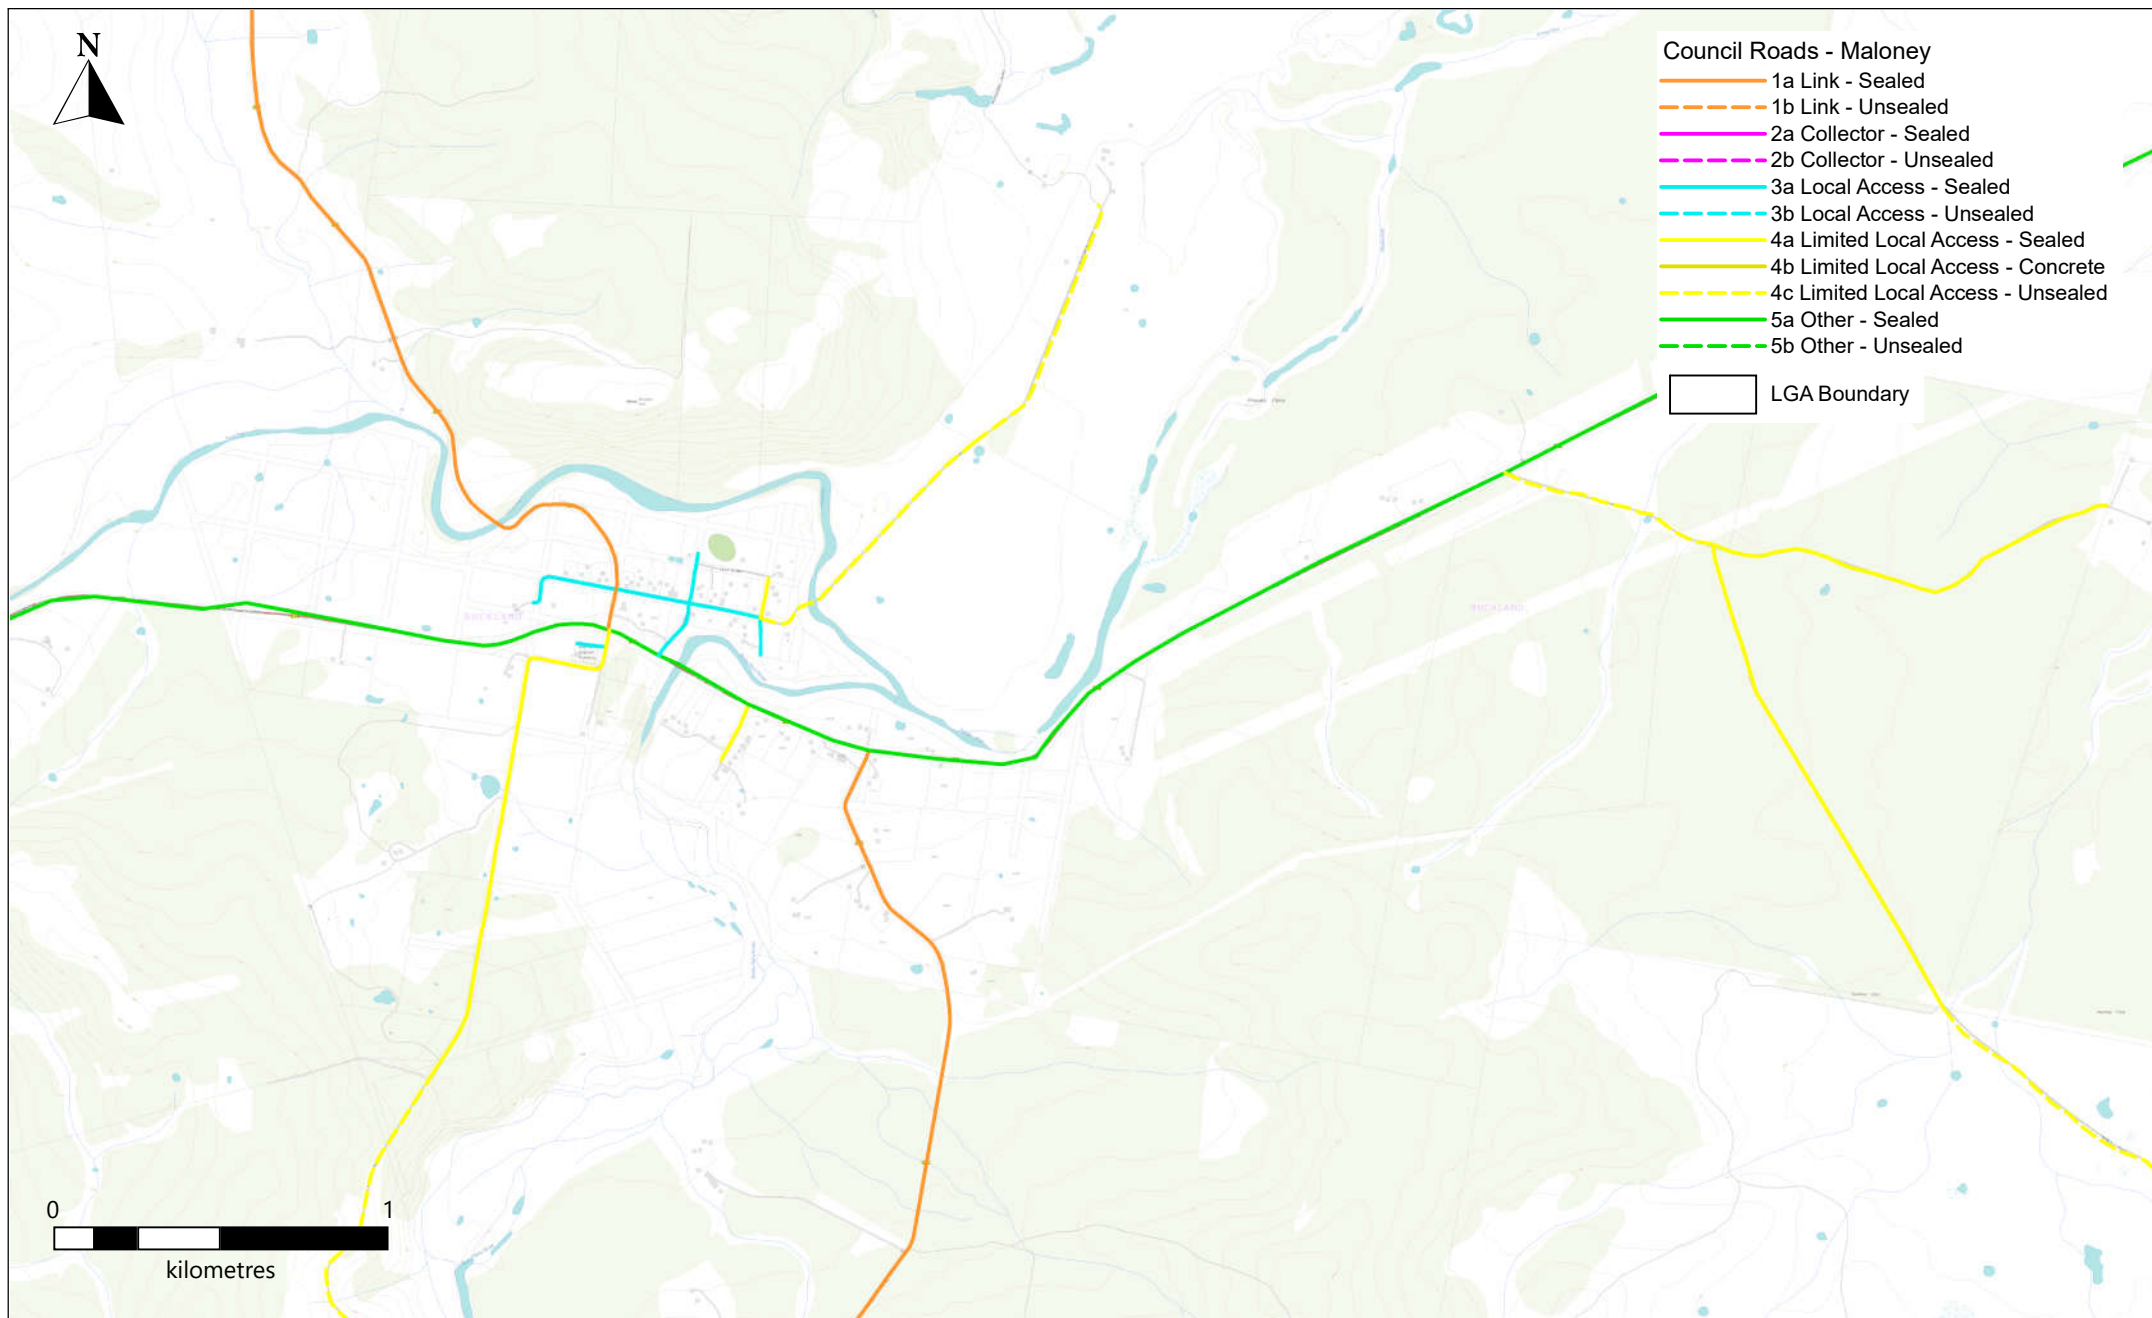 N
Council Roads - Maloney
1a Link - Sealed
1b Link - Unsealed
2a Collector - Sealed
2b Collector - Unsealed
3a Local Access - Sealed
3b Local Access - Unsealed
4a Limited Local Access - Sealed
4b Limited Local Access - Concrete
4c Limited Local Access - Unsealed
5a Other - Sealed
5b Other - Unsealed
LGA Boundary
BUCKLAND
BUCKLAND
0 1
kilometres